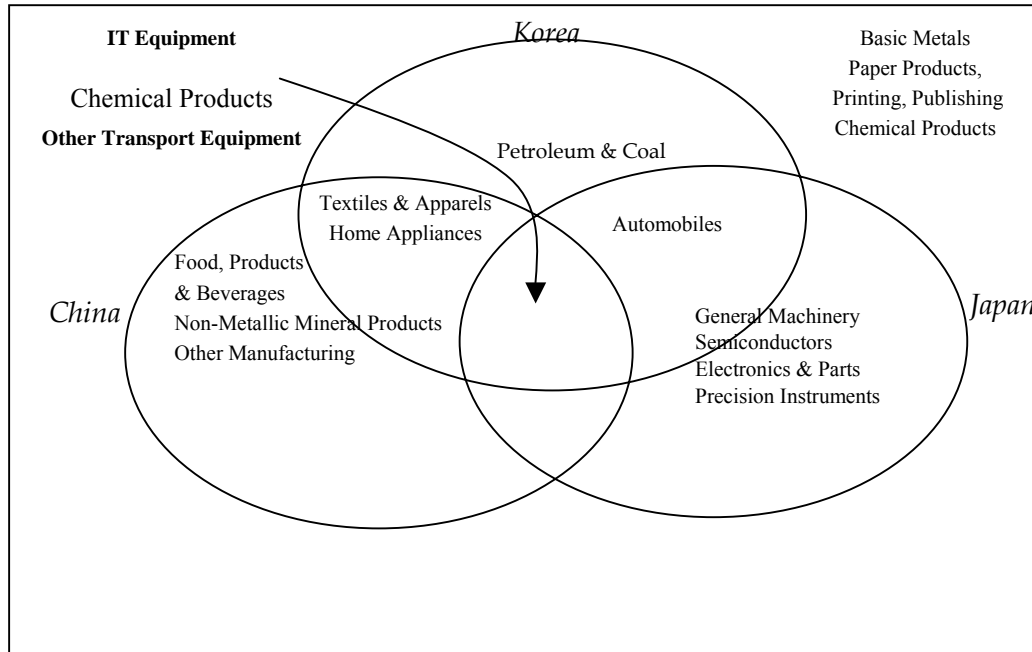 IT Equipment
Chemical Products
Other Transport Equipment
Korea
Basic Metals
Paper Products,
Printing, Publishing
Chemical Products
Petroleum & Coal
Textiles & Apparels
Home Appliances
Automobiles
China
Food, Products
& Beverages
Non-Metallic Mineral Products
Other Manufacturing
General Machinery
Semiconductors
Electronics & Parts
Precision Instruments
Japan